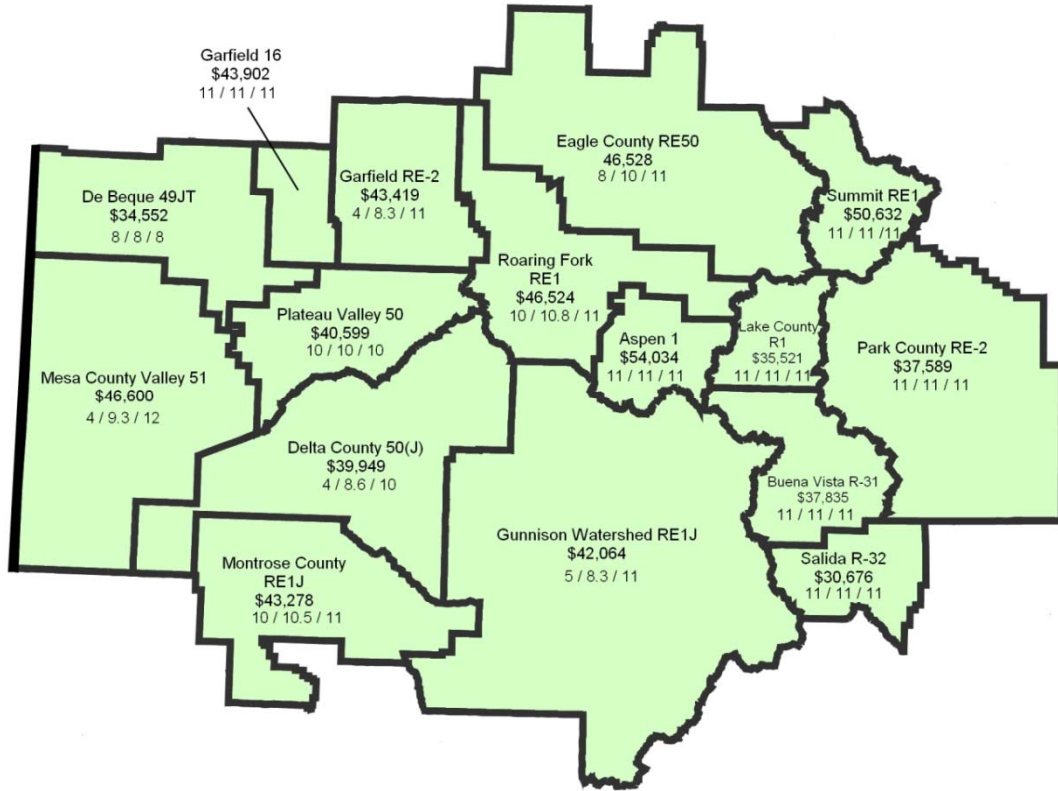 Garfield 16
$43,902
11 / 11 / 11
Eagle County RE50
46,528
8 / 10 / 11
De Beque 49JT
$34,552
8 / 8 / 8
Garfield RE-2
$43,419
4 / 8.3 / 11
Summit RE1
$50,632
11 / 11 /11
Roaring Fork
RE1
$46,524
10 / 10.8 / 11
Plateau Valley 50
$40,599
10 / 10 / 10
Aspen 1
$54,034
11 / 11 / 11
Lake County
R1
$35,521
11 / 11 / 11
Park County RE-2
$37,589
11 / 11 / 11
Mesa County Valley 51
$46,600
4 / 9.3 / 12
Delta County 50(J)
$39,949
4 / 8.6 / 10
Buena Vista R-31
$37,835
11 / 11 / 11
Gunnison Watershed RE1J
$42,064
5 / 8.3 / 11
Montrose County
RE1J
$43,278
10 / 10.5 / 11
Salida R-32
$30,676
11 / 11 / 11